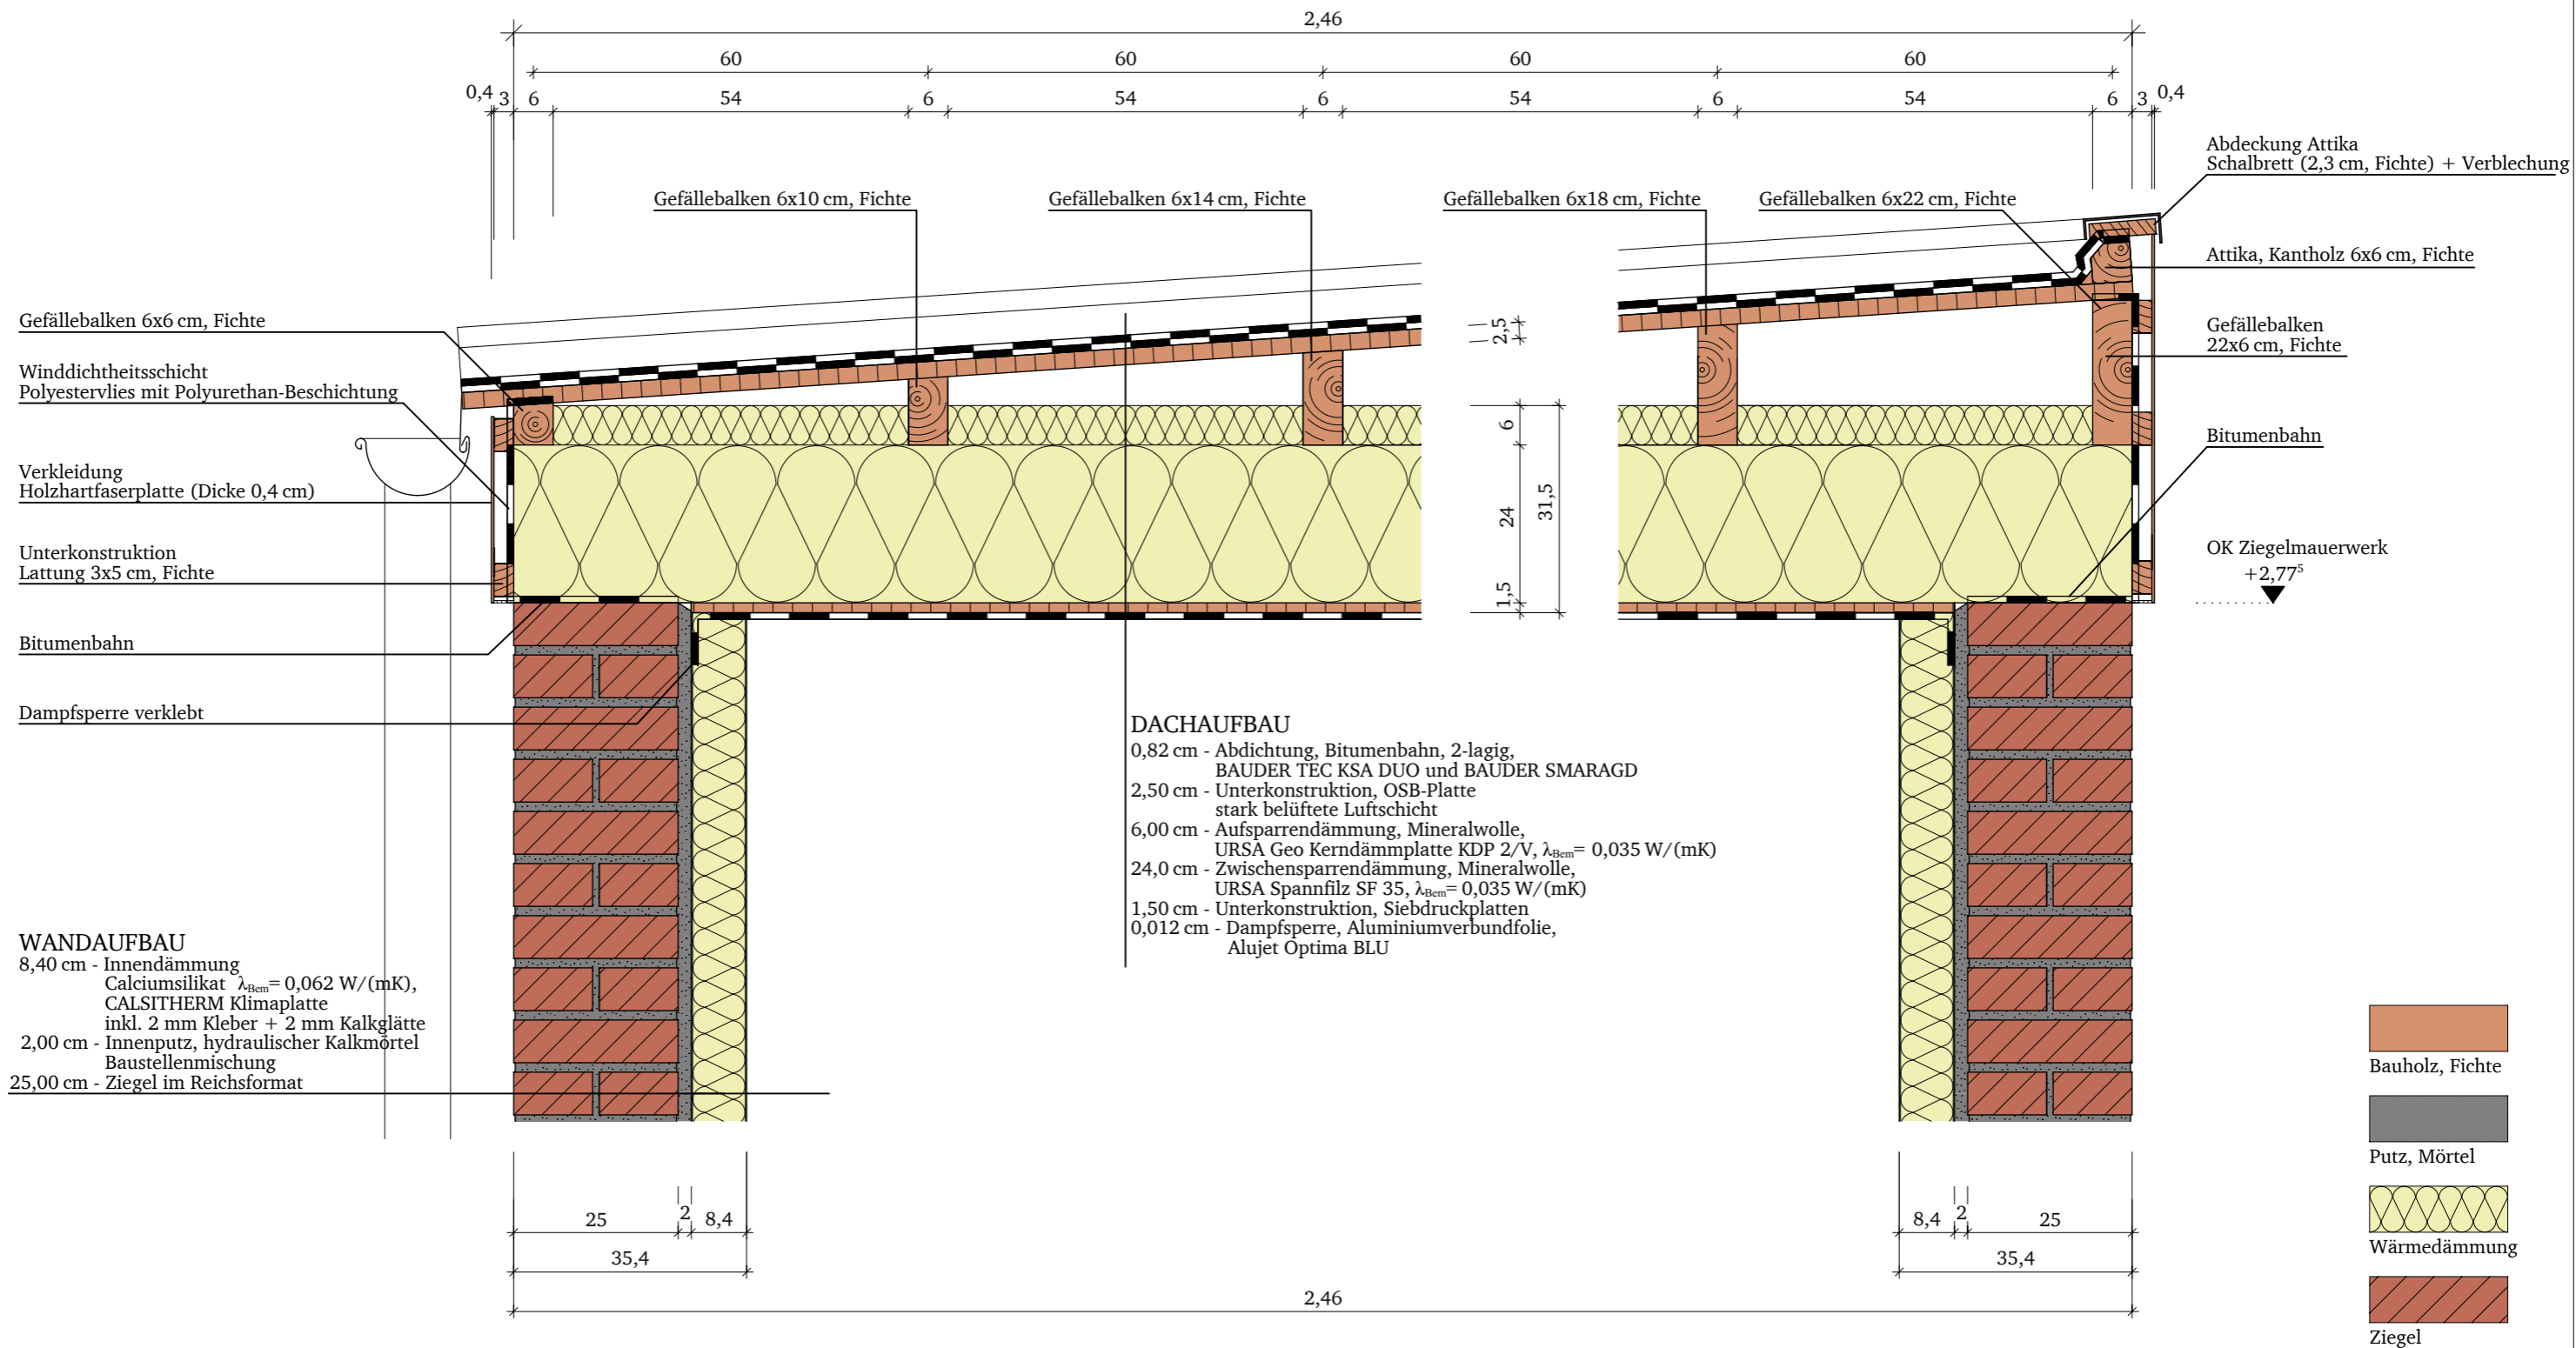 2,46
60 60 60 60
0,4 3 6 54 6 54 6 54 6 54 6 3 0,4
Abdeckung Attika
Schalbrett (2,3 cm, Fichte) + Verblechung
Gefällebalken 6x10 cm, Fichte
Gefällebalken 6x14 cm, Fichte
Gefällebalken 6x18 cm, Fichte
Gefällebalken 6x22 cm, Fichte
Attika, Kantholz 6x6 cm, Fichte
Gefällebalken 6x6 cm, Fichte
Gefällebalken
22x6 cm, Fichte
Winddichtheitsschicht
Polyestervlies mit Polyurethan-Beschichtung
2,5
6
24
31,5
1,5
Bitumenbahn
Verkleidung
Holzhartfaserplatte (Dicke 0,4 cm)
OK Ziegelmauerwerk
+2,77⁵
Unterkonstruktion
Lattung 3x5 cm, Fichte
Bitumenbahn
Dampfsperre verklebt
DACHAUFBAU
0,82 cm - Abdichtung, Bitumenbahn, 2-lagig,
BAUDER TEC KSA DUO und BAUDER SMARAGD
2,50 cm - Unterkonstruktion, OSB-Platte
stark belüftete Luftschicht
6,00 cm - Aufsparrendämmung, Mineralwolle,
URSA Geo Kerndämmplatte KDP 2/V, λBem= 0,035 W/(mK)
24,0 cm - Zwischensparrendämmung, Mineralwolle,
URSA Spannfilz SF 35, λBem= 0,035 W/(mK)
1,50 cm - Unterkonstruktion, Siebdruckplatten
0,012 cm - Dampfsperre, Aluminiumverbundfolie,
Alujet Optima BLU
WANDAUFBAU
8,40 cm - Innendämmung
Calciumsilikat λBem= 0,062 W/(mK),
CALSITHERM Klimaplatte
inkl. 2 mm Kleber + 2 mm Kalkglätte
2,00 cm - Innenputz, hydraulischer Kalkmörtel
Baustellenmischung
25,00 cm - Ziegel im Reichsformat
Bauholz, Fichte
Putz, Mörtel
Wärmedämmung
Ziegel
25 2 8,4 8,4 2 25
35,4 35,4
2,46